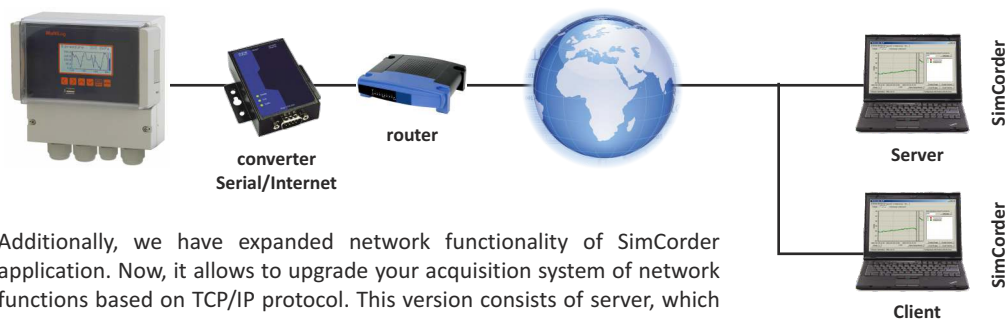 SimCorder
router
Server
converter
Serial/Internet
SimCorder
Additionally, we have expanded network functionality of SimCorder
application. Now, it allows to upgrade your acquisition system of network
functions based on TCP/IP protocol. This version consists of server, which
Client